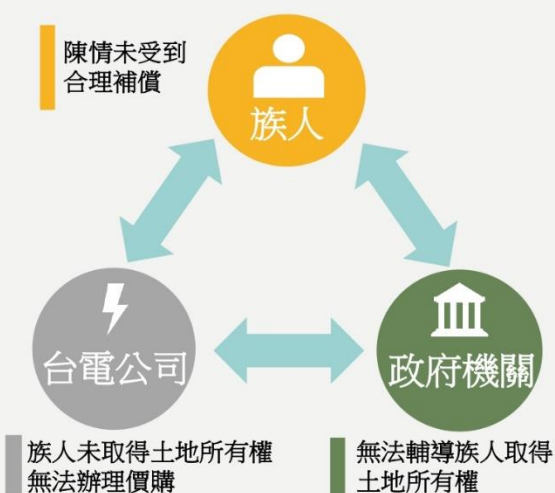 陳情未受到
合理補償
族人
台電公司
政府機關
族人未取得土地所有權
無法辦理價購
無法輔導族人取得
土地所有權